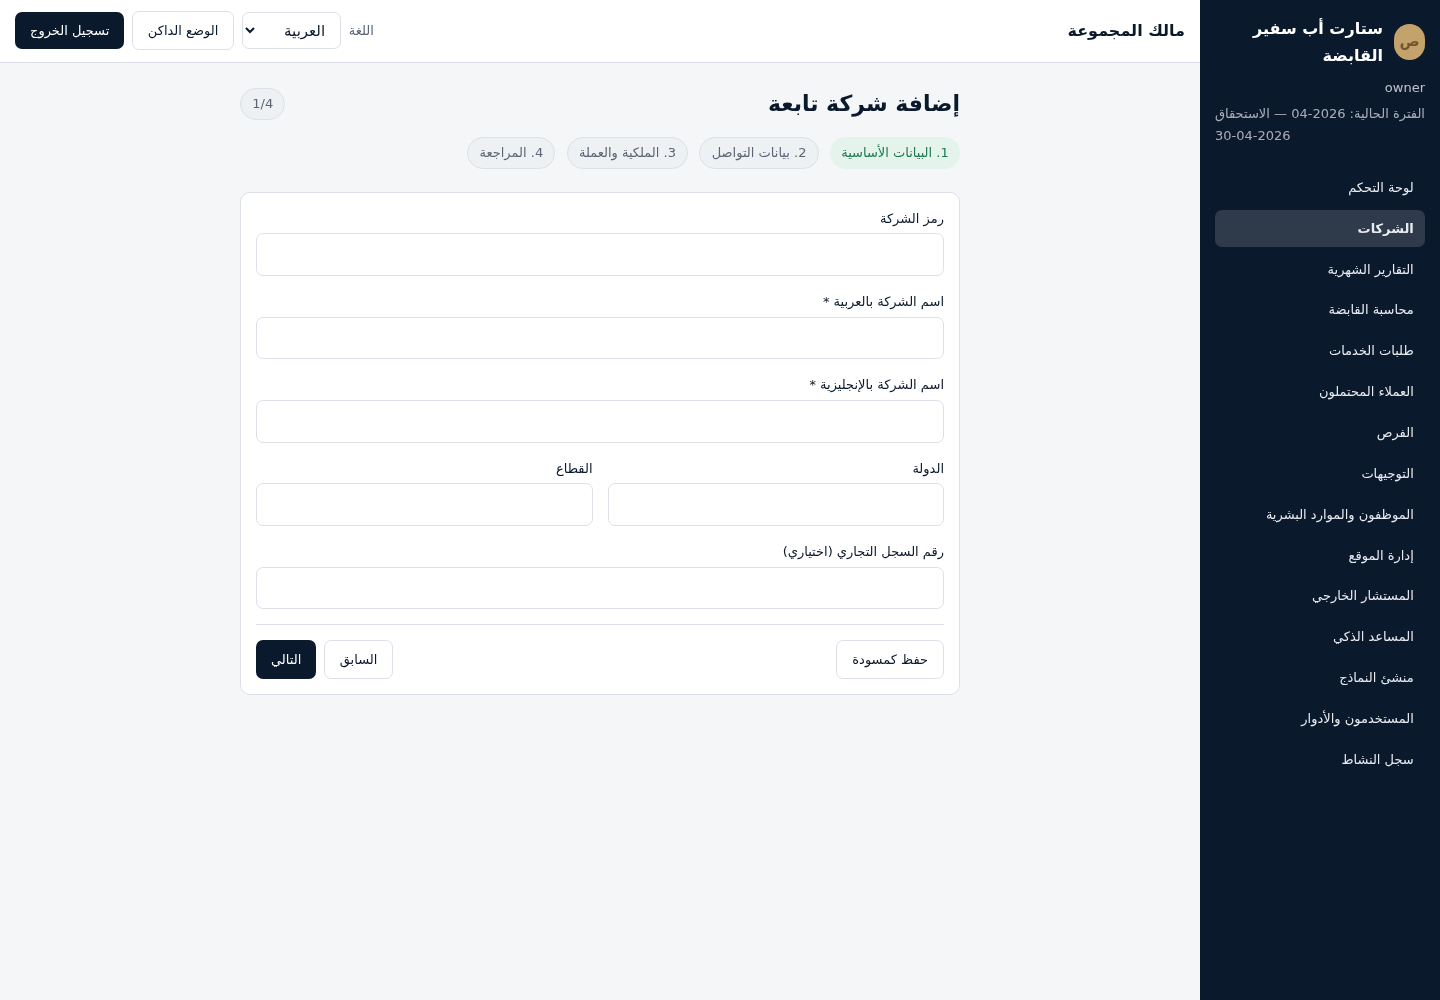 ص
ستارت أب سفير
القابضة
owner
الفترة الحالية: 2026-04 — الاستحقاق
2026-04-30
لوحة التحكم
الشركات
التقارير الشهرية
محاسبة القابضة
طلبات الخدمات
العملاء المحتملون
الفرص
التوجيهات
الموظفون والموارد البشرية
إدارة الموقع
المستشار الخارجي
المساعد الذكي
منشئ النماذج
المستخدمون والأدوار
سجل النشاط
مالك المجموعة
اللغة
العربية
الوضع الداكن
تسجيل الخروج
إضافة شركة تابعة
1/4
1. البيانات الأساسية
2. بيانات التواصل
3. الملكية والعملة
4. المراجعة
رمز الشركة
اسم الشركة بالعربية *
اسم الشركة بالإنجليزية *
الدولة
القطاع
رقم السجل التجاري (اختياري)
حفظ كمسودة
السابق
التالي